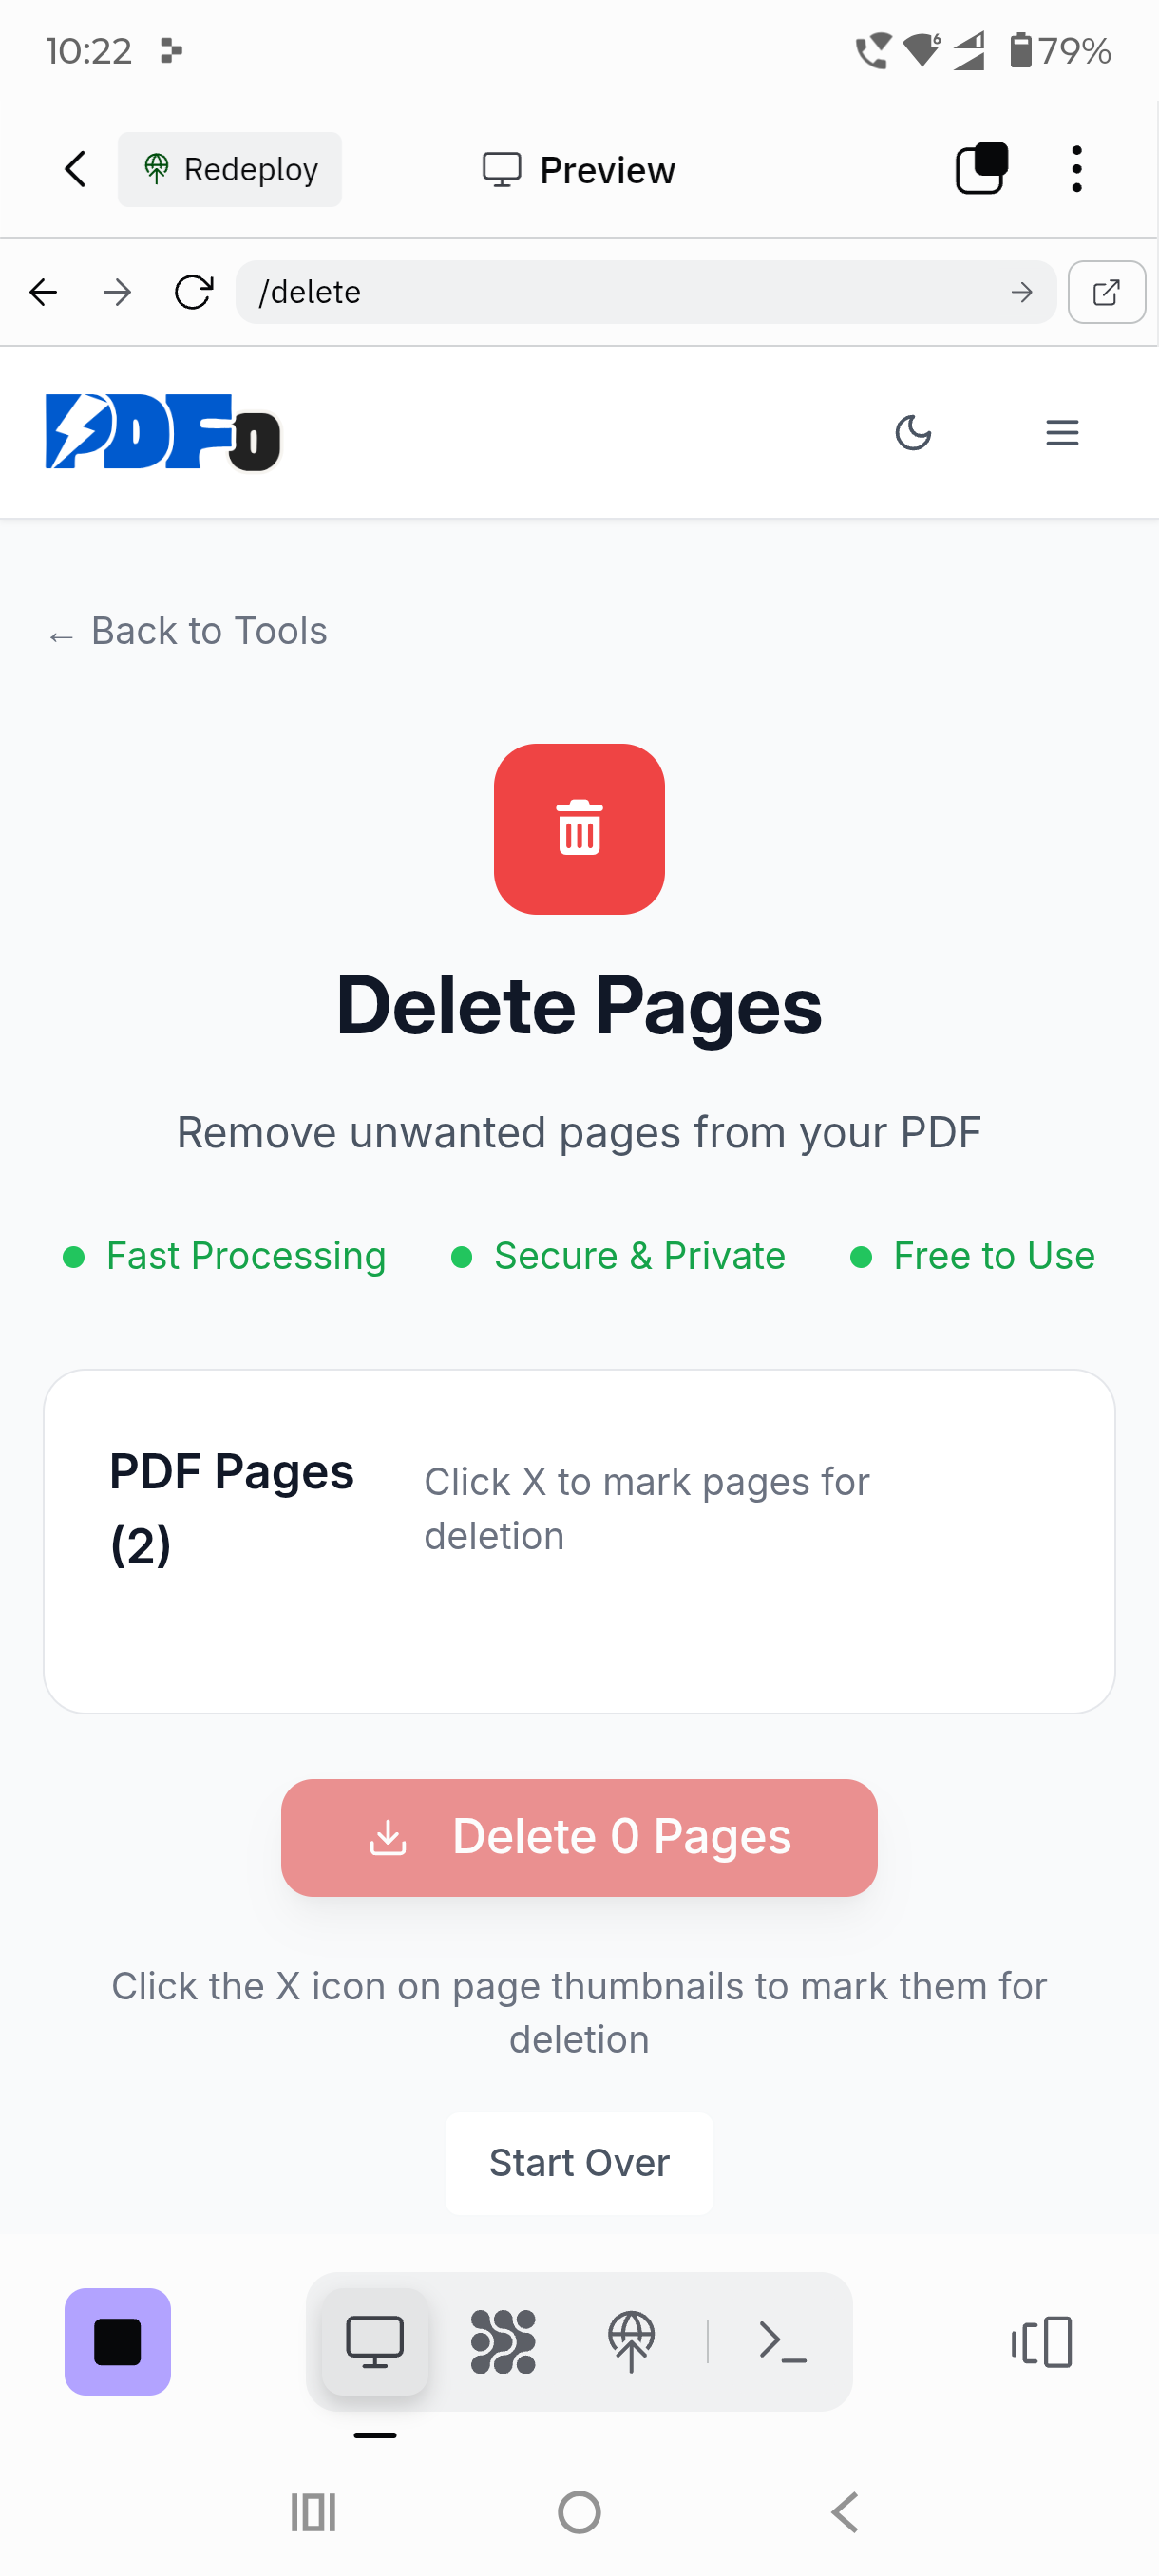 10:22
6
79%
Redeploy
Preview
/delete
PDFo
← Back to Tools
Delete Pages
Remove unwanted pages from your PDF
Fast Processing
Secure & Private
Free to Use
PDF Pages
(2)
Click X to mark pages for
deletion
Delete 0 Pages
Click the X icon on page thumbnails to mark them for
deletion
Start Over